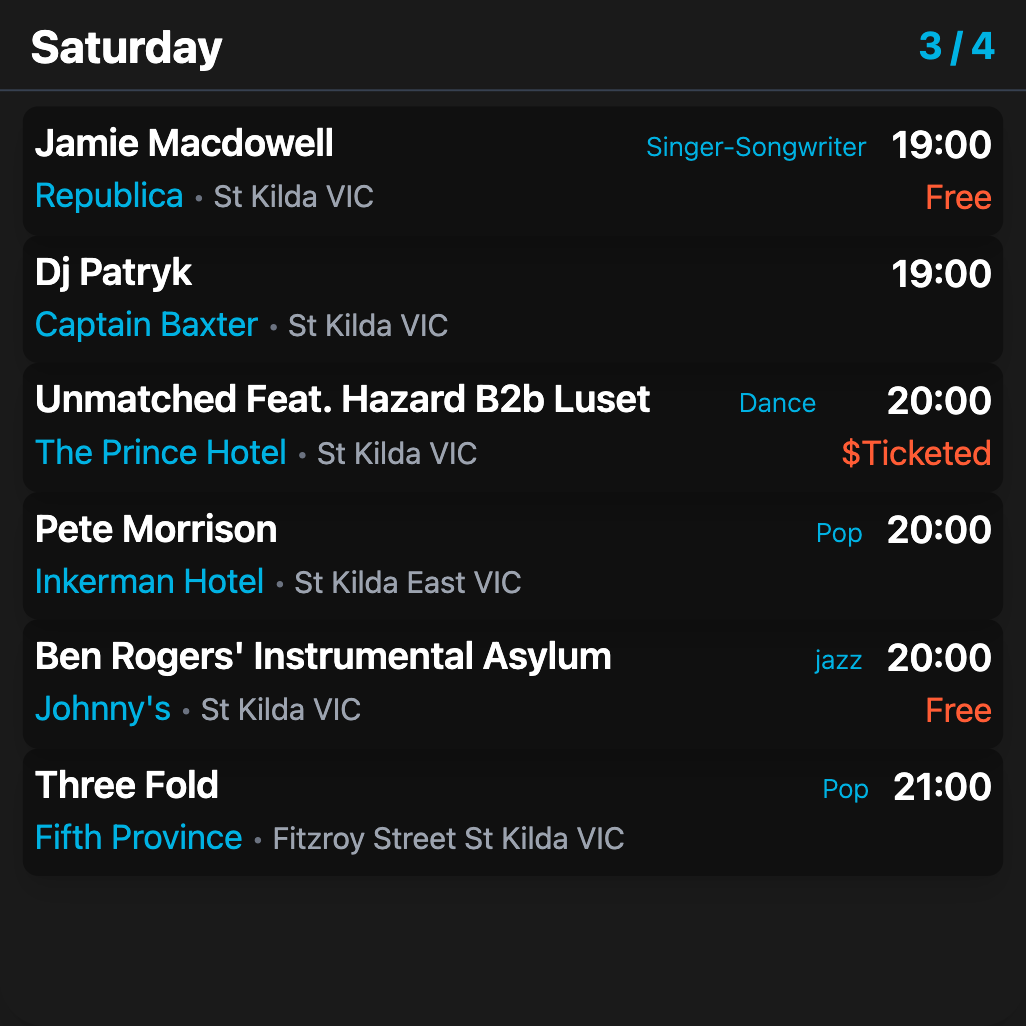 Saturday 3 / 4
Jamie Macdowell Singer-Songwriter 19:00
Republica • St Kilda VIC Free
Dj Patryk 19:00
Captain Baxter • St Kilda VIC
Unmatched Feat. Hazard B2b Luset Dance 20:00
The Prince Hotel • St Kilda VIC $Ticketed
Pete Morrison Pop 20:00
Inkerman Hotel • St Kilda East VIC
Ben Rogers' Instrumental Asylum jazz 20:00
Johnny's • St Kilda VIC Free
Three Fold Pop 21:00
Fifth Province • Fitzroy Street St Kilda VIC